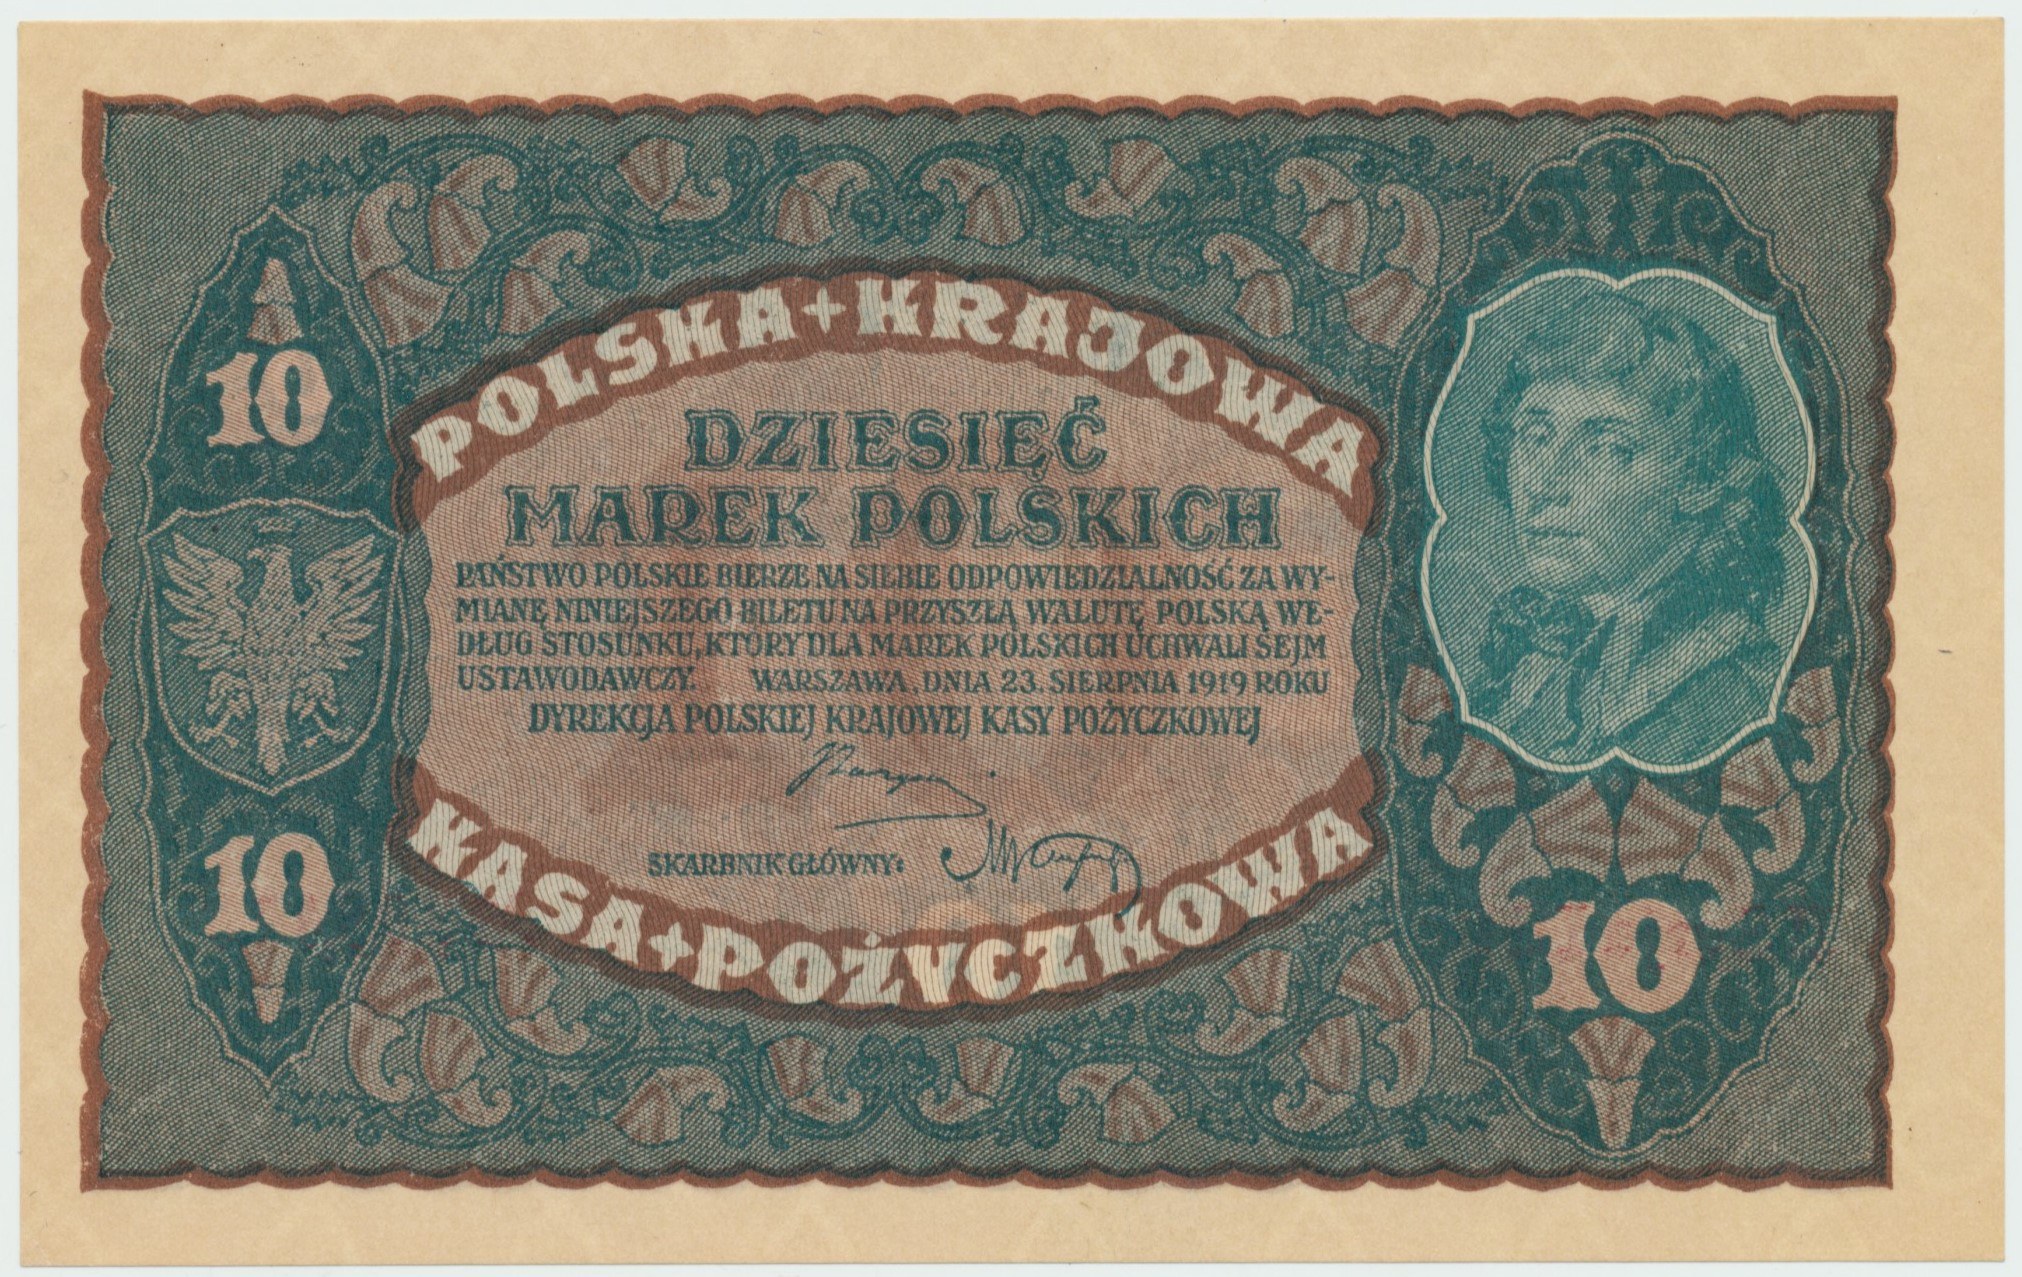 POLSKA + KRAJOWA
10
DZIESIĘĆ
MAREK POLSKICH
PAŃSTWO POLSKIE BIERZE NA SIEBIE ODPOWIEDZIALNOŚĆ ZA WY-
MIANĘ NINIEJSZEGO BILETU NA PRZYSZŁĄ WALUTĘ POLSKĄ WE-
DŁUG STOSUNKU, KTÓRY DLA MAREK POLSKICH UCHWALI SEJM
USTAWODAWCZY. WARSZAWA, DNIA 23. SIERPNIA 1919 ROKU
DYREKCJA POLSKIEJ KRAJOWEJ KASY POŻYCZKOWEJ
SKARBNIK GŁÓWNY:
10
KASA + POŻYCZKOWA
10